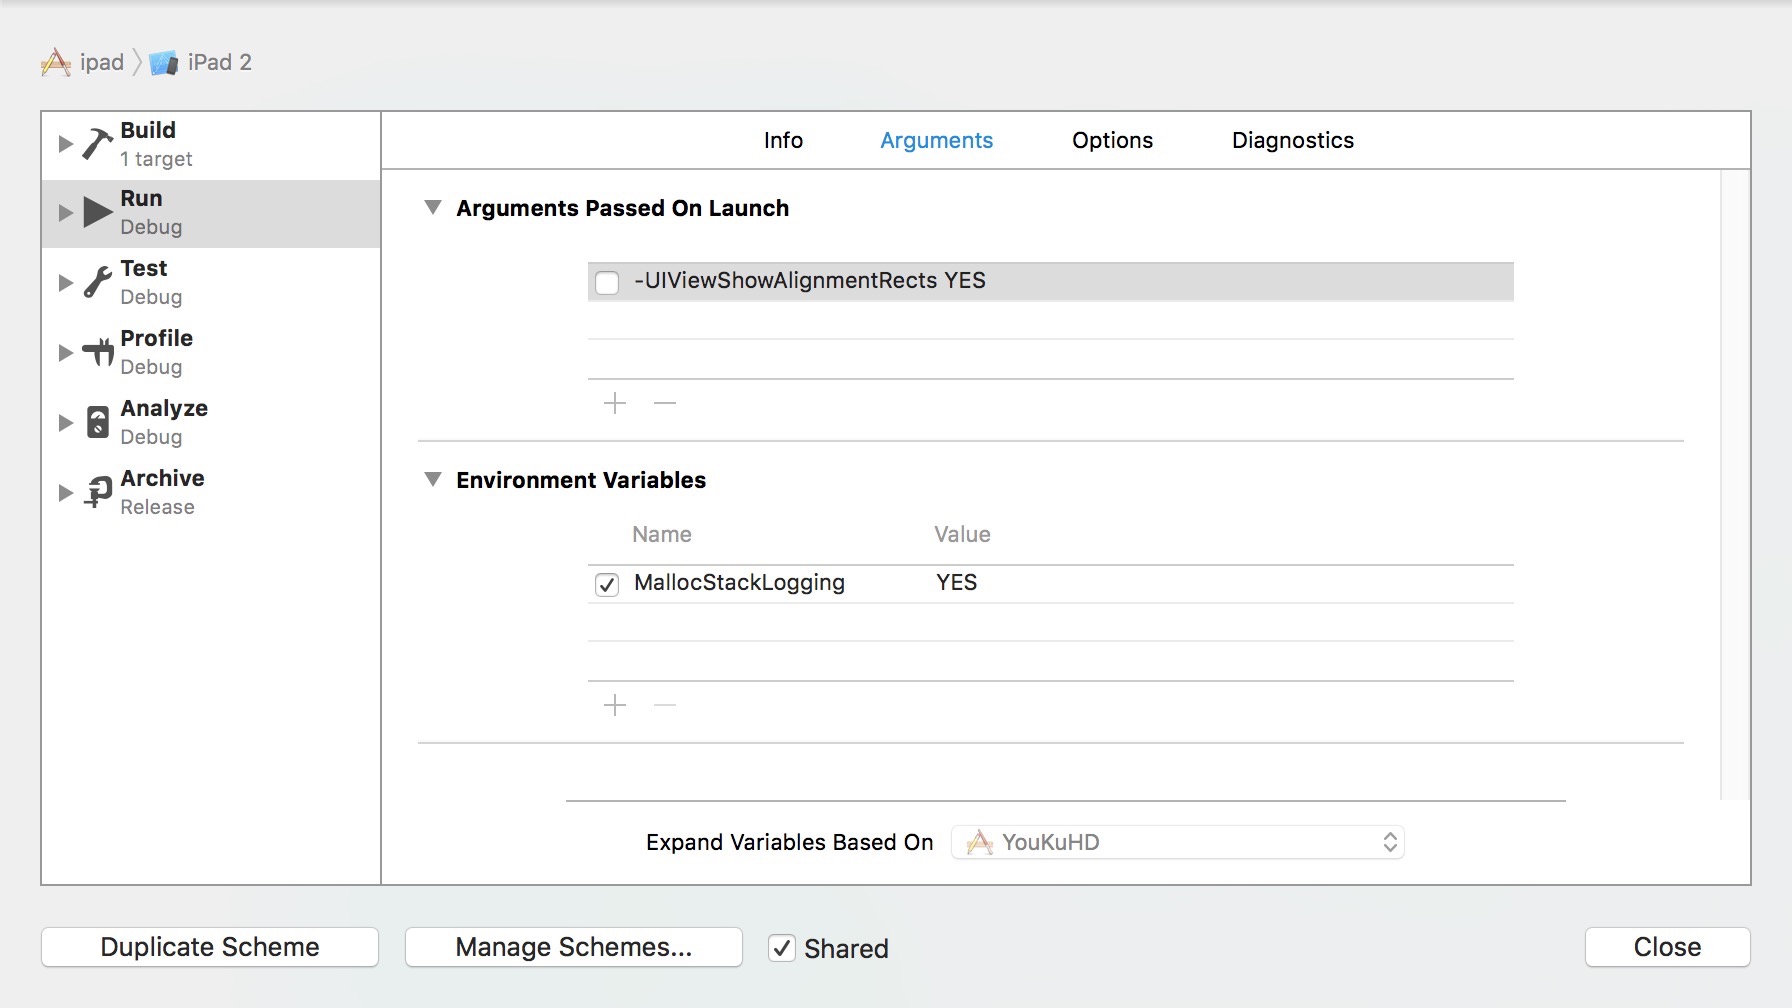 ipad iPad 2
Build
1 target
Run
Debug
Test
Debug
Profile
Debug
Analyze
Debug
Archive
Release
Info Arguments Options Diagnostics
Arguments Passed On Launch
-UIViewShowAlignmentRects YES
Environment Variables
Name Value
MallocStackLogging YES
Expand Variables Based On YouKuHD
Duplicate Scheme Manage Schemes... Shared Close